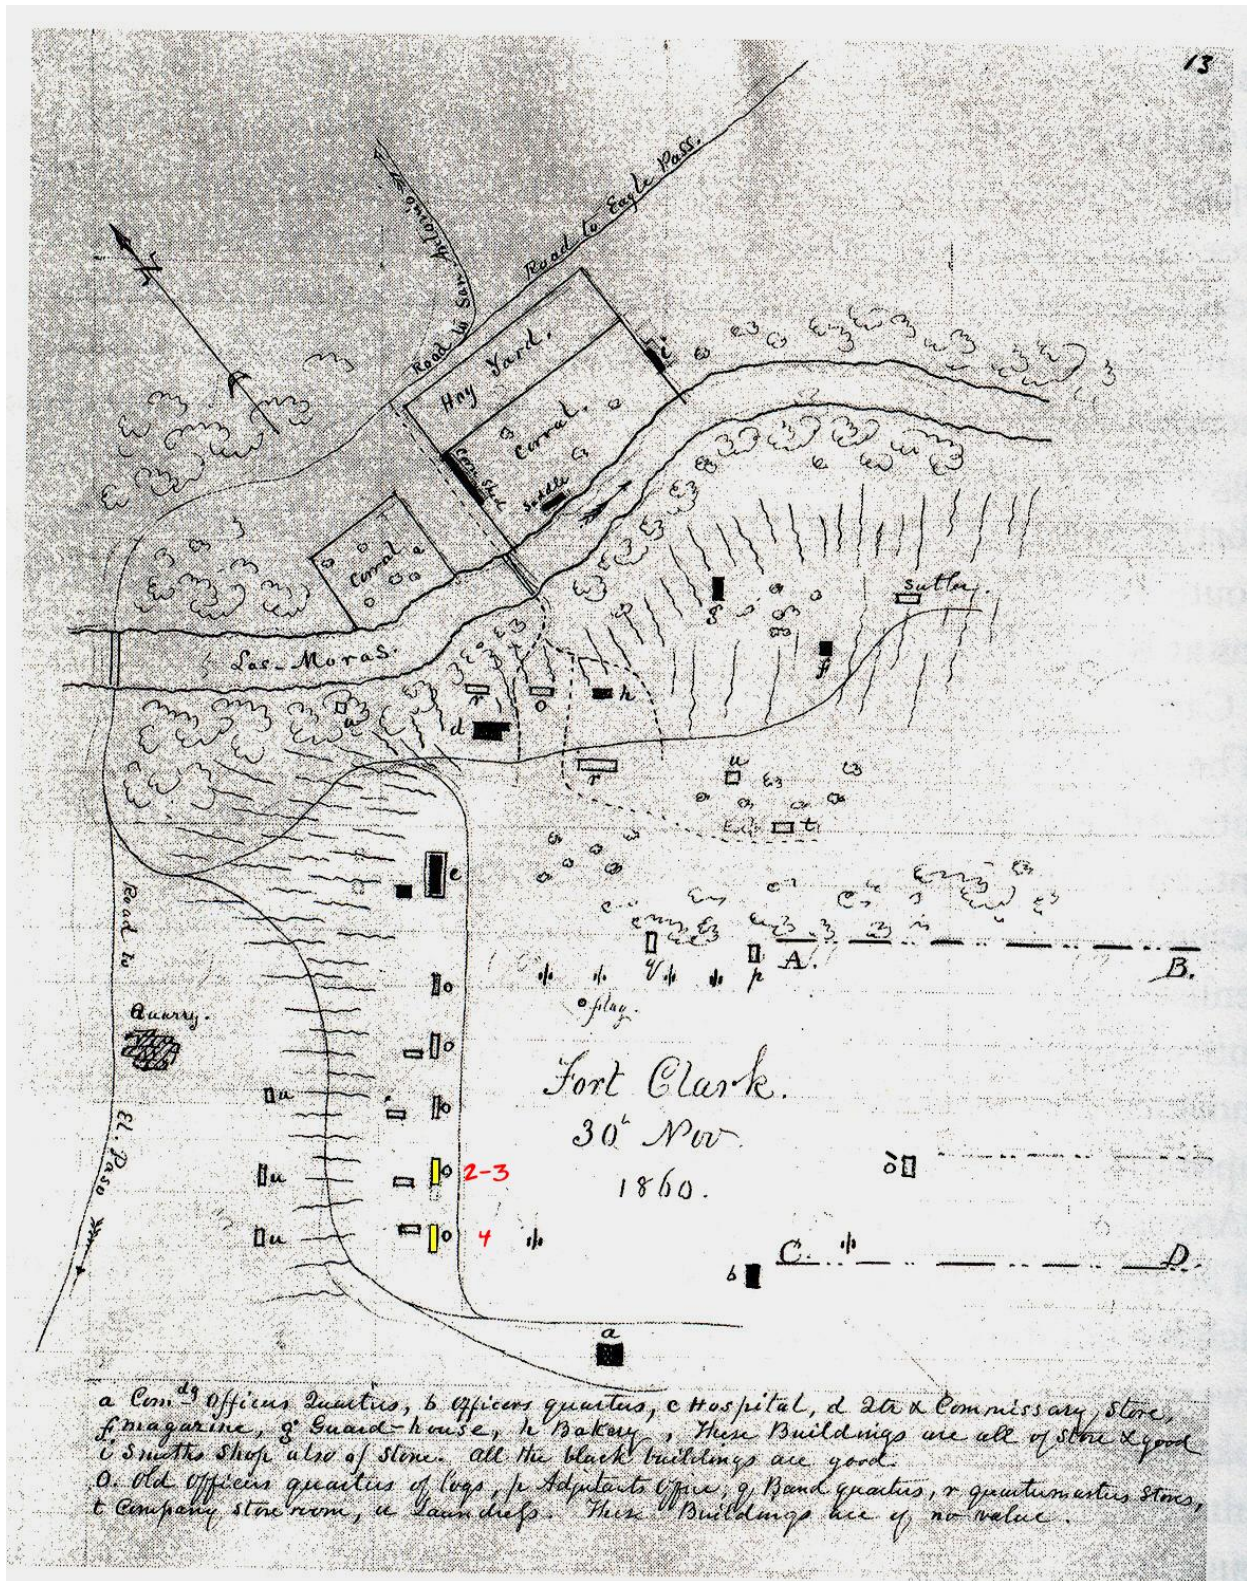 13
Road to San Antonio
Road to Eagle Pass.
N
Hay Yard.
i
Corral.
Corn Shed
Saddle
Corral
e
g
Sutler.
f
Las-Moras.
u
r
o
h
d
r
u
t
c
Road to
q
p
A.
B.
o
flag.
Quarry.
o
Fort Clark.
30th Nov
1860.
u
o
El. Paso
u
o
2-3
o
u
o
4
C.
D
b
a
a Comdg Officers Quarters, b officers quarters, c Hospital, d Qtr & Commissary Store,
f magazine, g Guard-house, h Bakery, These Buildings are all of Stone & good
i Smiths Shop also of Stone. all the black buildings are good.
O. Old Officers quarters of logs, p Adjutants Office, q Band quarters, r quartermasters Stores,
t Company Store room, u Laundress. These Buildings are of no value.